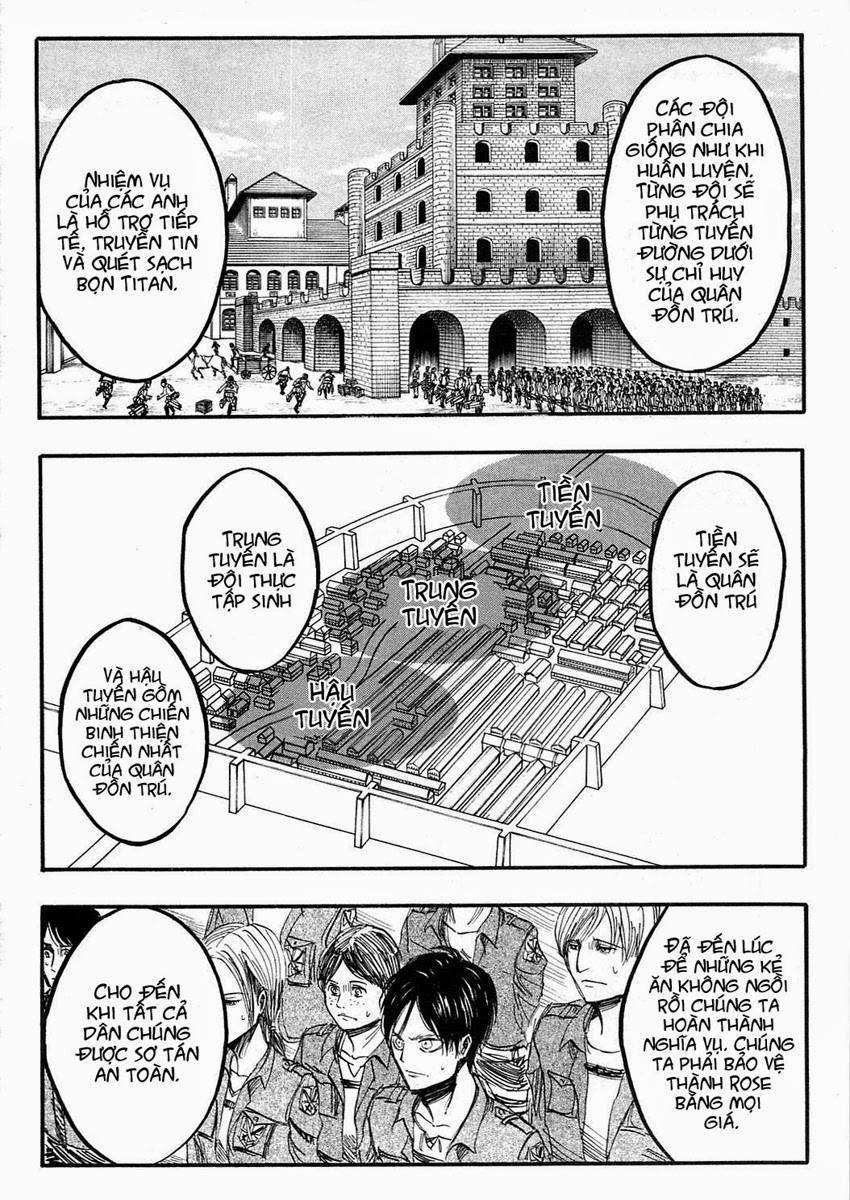 CÁC ĐỘI
PHÂN CHIA
GIỐNG NHƯ KHI
HUẤN LUYỆN.
TỪNG ĐỘI SẼ
PHỤ TRÁCH
TỪNG TUYẾN
ĐƯỜNG DƯỚI
SỰ CHỈ HUY
CỦA QUÂN
ĐỒN TRÚ.
NHIỆM VỤ
CỦA CÁC ANH
LÀ HỖ TRỢ TIẾP
TẾ, TRUYỀN TIN
VÀ QUÉT SẠCH
BỌN TITAN.
TIỀN
TUYẾN SẼ
LÀ QUÂN
ĐỒN TRÚ
TIỀN
TUYẾN
TRUNG
TUYẾN LÀ
ĐỘI THỰC
TẬP SINH
TRUNG
TUYẾN
HẬU
TUYẾN
VÀ HẬU
TUYẾN GỒM
NHỮNG CHIẾN
BINH THIỆN
CHIẾN NHẤT
CỦA QUÂN
ĐỒN TRÚ.
ĐÃ ĐẾN LÚC
ĐỂ NHỮNG KẺ
ĂN KHÔNG NGỒI
RỒI CHÚNG TA
HOÀN THÀNH
NGHĨA VỤ. CHÚNG
TA PHẢI BẢO VỆ
THÀNH ROSE
BẰNG MỌI
GIÁ.
CHO ĐẾN
KHI TẤT CẢ
DÂN CHÚNG
ĐƯỢC SƠ TÁN
AN TOÀN.